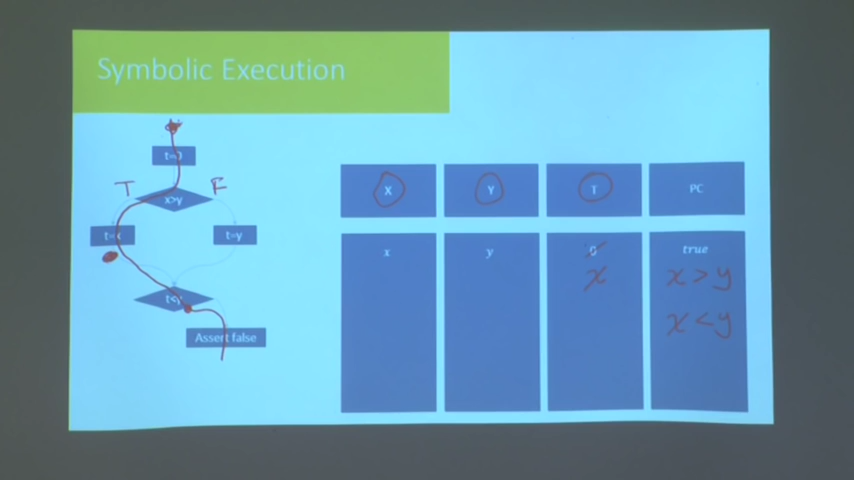 Symbolic Execution
t=0
T
F
x>y
t=x
t=y
t<y
Assert false
X Y T PC
x y 0 true
x x>y
x<y